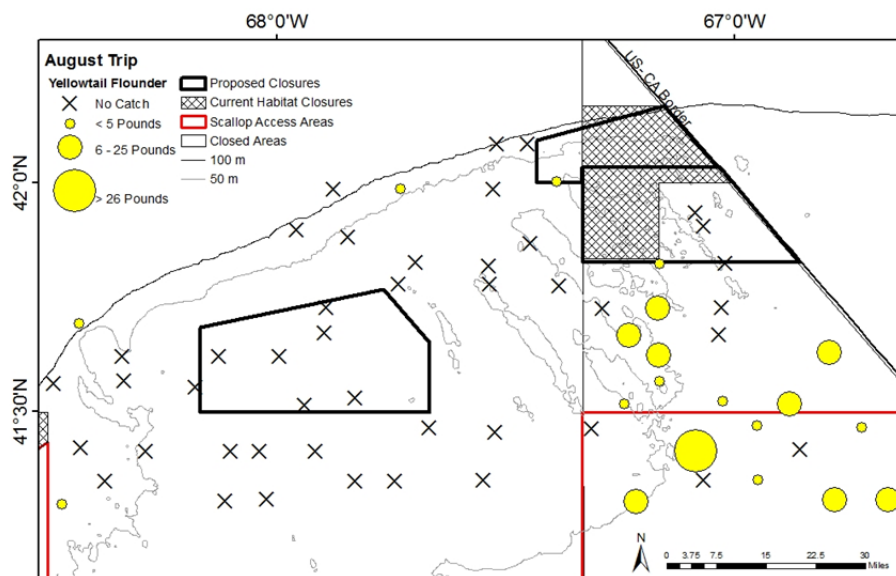 68°0'W
67°0'W
August Trip
Yellowtail Flounder
No Catch
< 5 Pounds
6 - 25 Pounds
> 26 Pounds
Proposed Closures
Current Habitat Closures
Scallop Access Areas
Closed Areas
100 m
50 m
US-CA Border
42°0'N
41°30'N
N
0 3.75 7.5 15 22.5 30
Miles